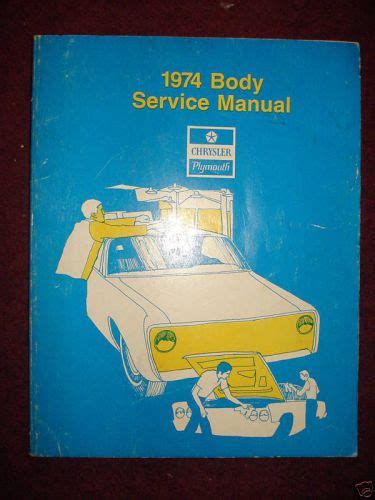 1974 Body
Service Manual
CHRYSLER
Plymouth